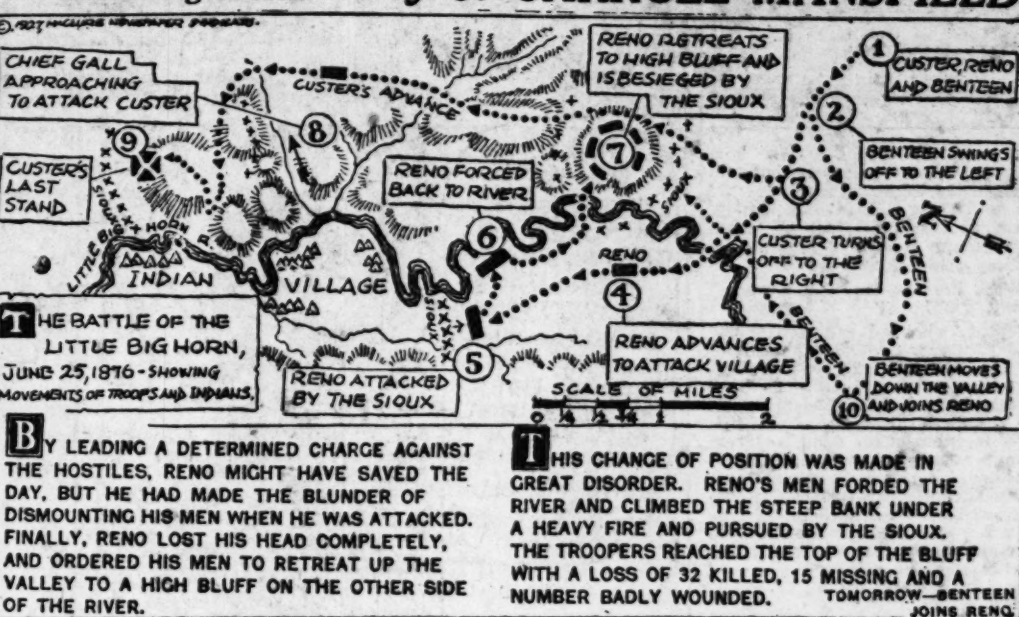 © 1927 McCLURE NEWSPAPER SYNDICATE.
MANSFIELD
CHIEF GALL
APPROACHING
TO ATTACK CUSTER
CUSTER'S ADVANCE
RENO RETREATS
TO HIGH BLUFF AND
IS BESIEGED BY
THE SIOUX
1
CUSTER, RENO
AND BENTEEN
2
BENTEEN SWINGS
OFF TO THE LEFT
9
8
7
CUSTER'S
LAST
STAND
SIOUX
RENO FORCED
BACK TO RIVER
SIOUX
3
BENTEEN
6
CUSTER TURNS
OFF TO THE
RIGHT
LITTLE BIG HORN R.
INDIAN
VILLAGE
RENO
4
SIOUX
5
RENO ATTACKED
BY THE SIOUX
RENO ADVANCES
TO ATTACK VILLAGE
BENTEEN
10
BENTEEN MOVES
DOWN THE VALLEY
AND JOINS RENO
SCALE OF MILES
0 1/4 1/2 3/4 1 2
THE BATTLE OF THE
LITTLE BIG HORN,
JUNE 25, 1876 - SHOWING
MOVEMENTS OF TROOPS AND INDIANS.
BY LEADING A DETERMINED CHARGE AGAINST
THE HOSTILES, RENO MIGHT HAVE SAVED THE
DAY, BUT HE HAD MADE THE BLUNDER OF
DISMOUNTING HIS MEN WHEN HE WAS ATTACKED.
FINALLY, RENO LOST HIS HEAD COMPLETELY,
AND ORDERED HIS MEN TO RETREAT UP THE
VALLEY TO A HIGH BLUFF ON THE OTHER SIDE
OF THE RIVER.
THIS CHANGE OF POSITION WAS MADE IN
GREAT DISORDER. RENO'S MEN FORDED THE
RIVER AND CLIMBED THE STEEP BANK UNDER
A HEAVY FIRE AND PURSUED BY THE SIOUX.
THE TROOPERS REACHED THE TOP OF THE BLUFF
WITH A LOSS OF 32 KILLED, 15 MISSING AND A
NUMBER BADLY WOUNDED.
TOMORROW—BENTEEN
JOINS RENO.